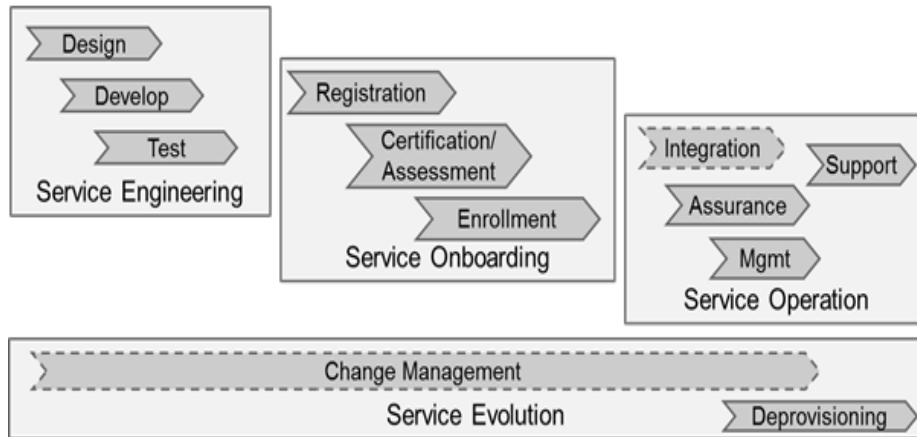 Design
Develop
Test
Service Engineering
Registration
Certification/
Assessment
Enrollment
Service Onboarding
Integration
Support
Assurance
Mgmt
Service Operation
Change Management
Service Evolution
Deprovisioning